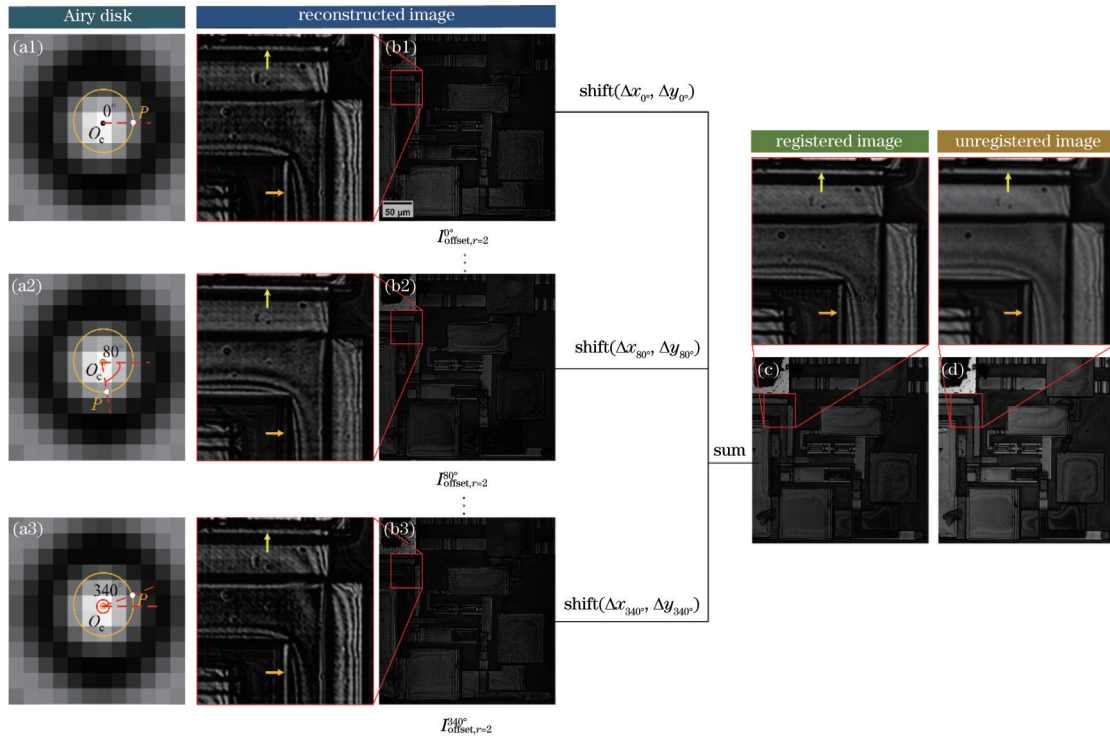 Airy disk
reconstructed image
(a1)
0°
P
O_c
(b1)
50 μm
I^{0°}_{offset,r=2}
shift(Δx_{0°}, Δy_{0°})
(a2)
80°
O_c
P
(b2)
I^{80°}_{offset,r=2}
shift(Δx_{80°}, Δy_{80°})
(a3)
340°
P
O_c
(b3)
I^{340°}_{offset,r=2}
shift(Δx_{340°}, Δy_{340°})
sum
registered image
unregistered image
(c)
(d)